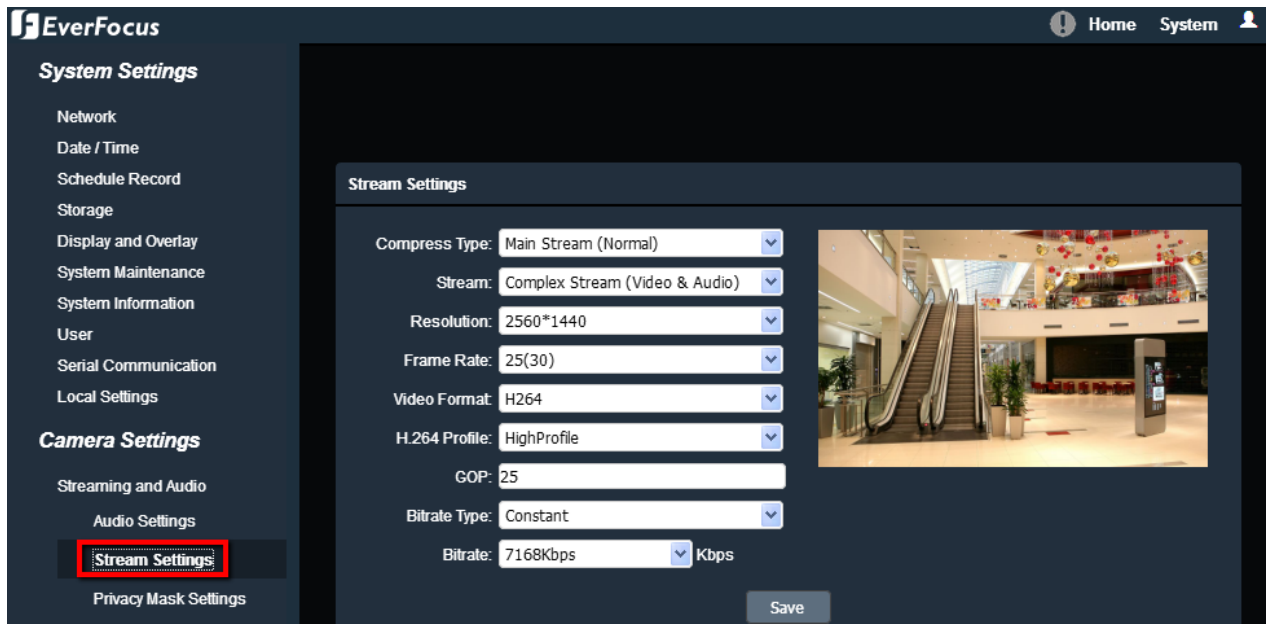 EverFocus
Home System
System Settings
Network
Date / Time
Schedule Record
Storage
Display and Overlay
System Maintenance
System Information
User
Serial Communication
Local Settings
Camera Settings
Streaming and Audio
Audio Settings
Stream Settings
Privacy Mask Settings
Stream Settings
Compress Type: Main Stream (Normal)
Stream: Complex Stream (Video & Audio)
Resolution: 2560*1440
Frame Rate: 25(30)
Video Format: H264
H.264 Profile: HighProfile
GOP: 25
Bitrate Type: Constant
Bitrate: 7168Kbps Kbps
Save